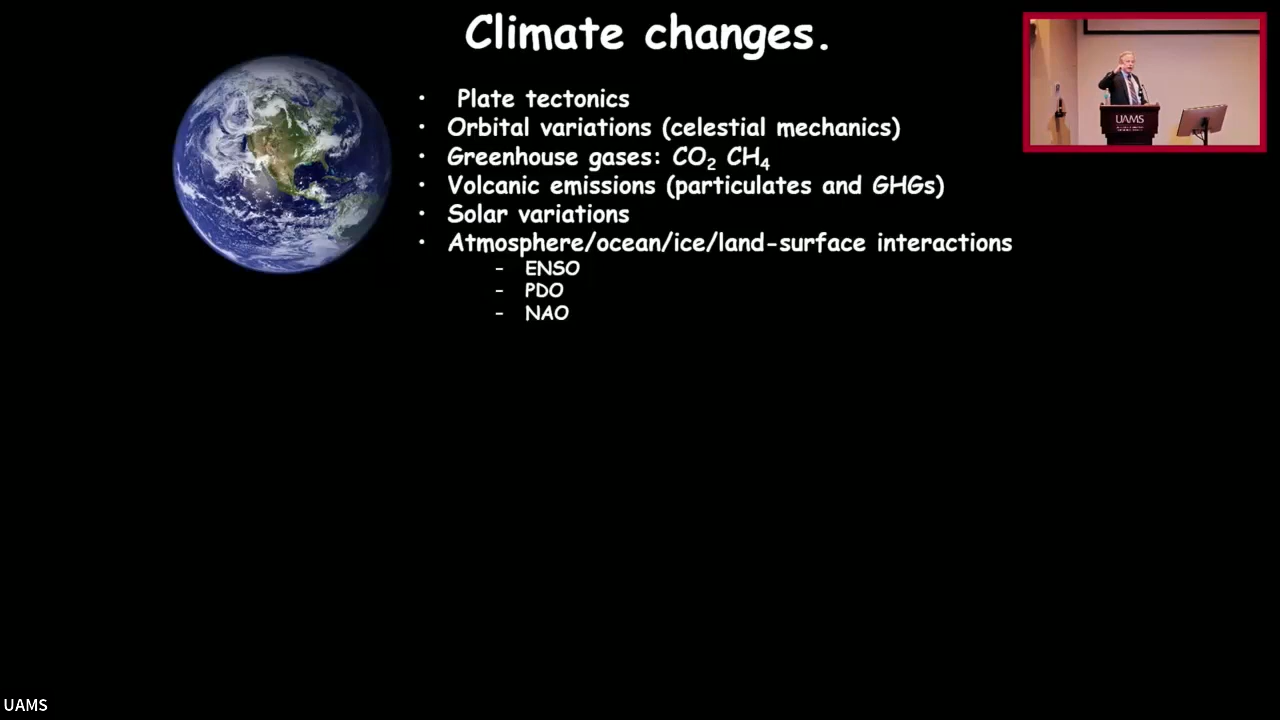 Climate changes.
• Plate tectonics
• Orbital variations (celestial mechanics)
• Greenhouse gases: CO₂ CH₄
• Volcanic emissions (particulates and GHGs)
• Solar variations
• Atmosphere/ocean/ice/land-surface interactions
- ENSO
- PDO
- NAO
UAMS
UAMS